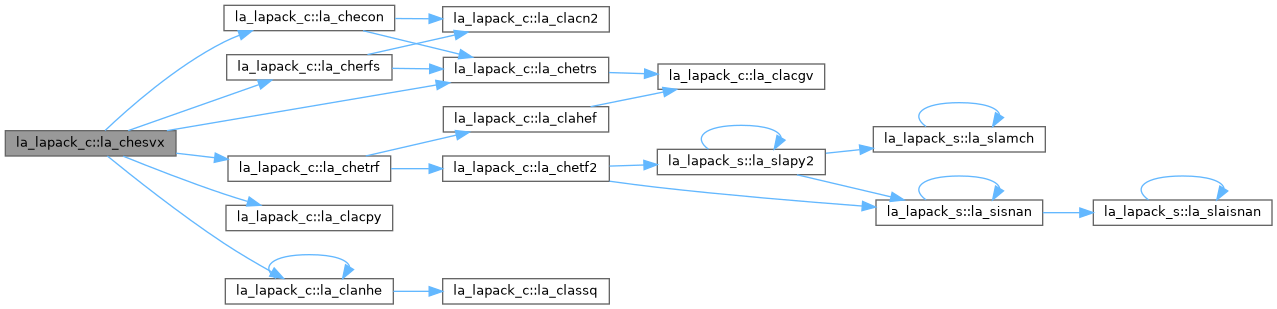 la_lapack_c::la_chesvx
la_lapack_c::la_checon
la_lapack_c::la_cherfs
la_lapack_c::la_chetrf
la_lapack_c::la_clacpy
la_lapack_c::la_clanhe
la_lapack_c::la_clacn2
la_lapack_c::la_chetrs
la_lapack_c::la_clahef
la_lapack_c::la_chetf2
la_lapack_c::la_classq
la_lapack_c::la_clacgv
la_lapack_s::la_slapy2
la_lapack_s::la_slamch
la_lapack_s::la_sisnan
la_lapack_s::la_slaisnan